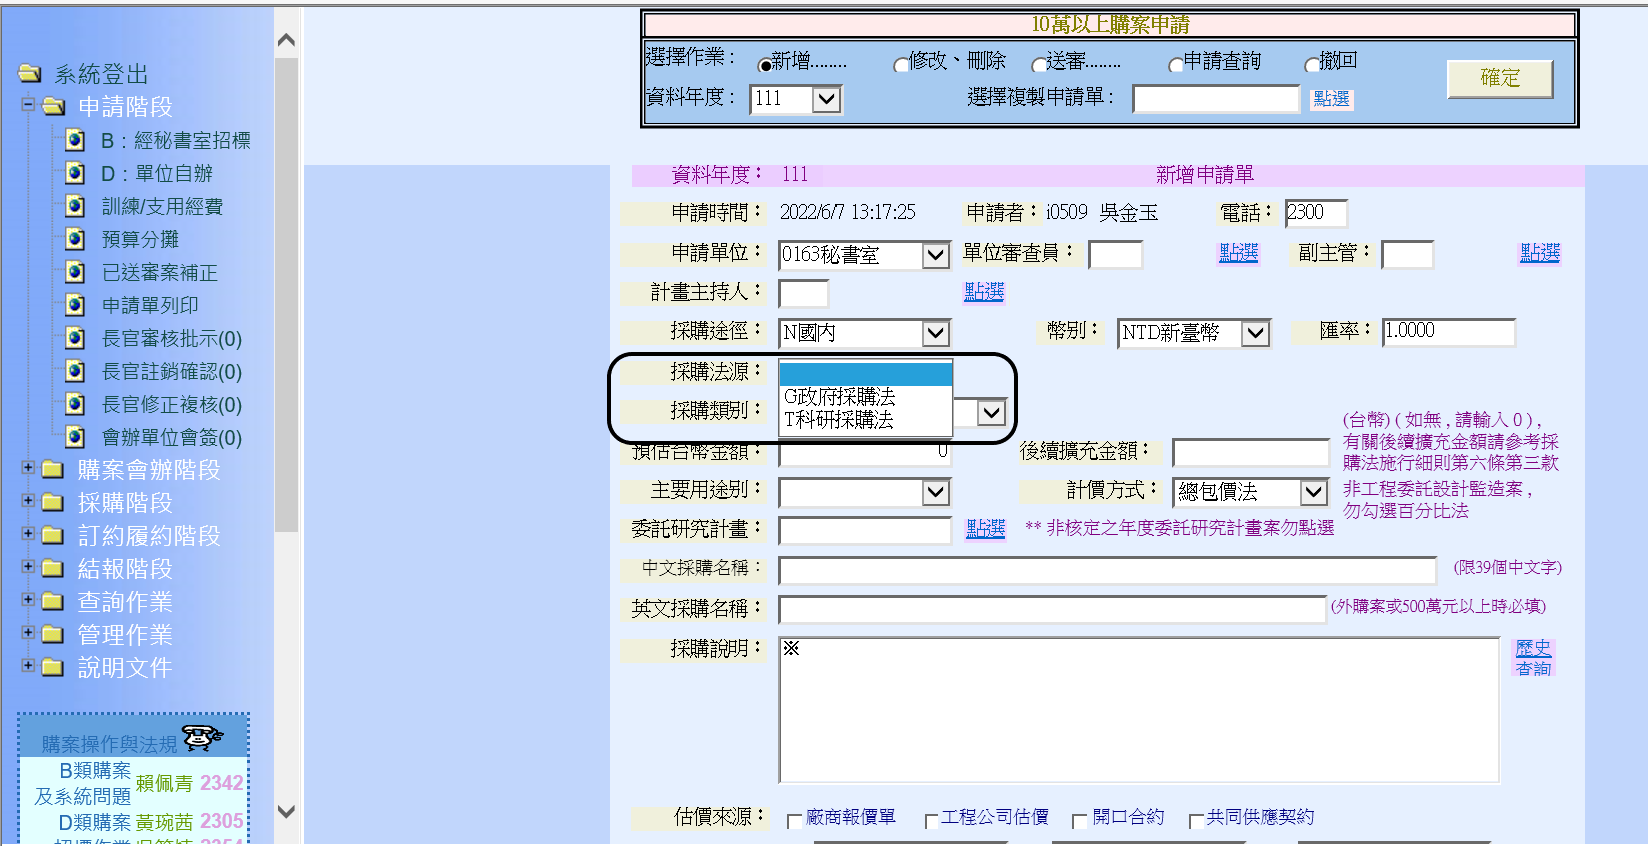 系統登出
申請階段
B：經秘書室招標
D：單位自辦
訓練/支用經費
預算分攤
已送審案補正
申請單列印
長官審核批示(0)
長官註銷確認(0)
長官修正複核(0)
會辦單位會簽(0)
購案會辦階段
採購階段
訂約履約階段
結報階段
查詢作業
管理作業
說明文件
購案操作與法規
B類購案及系統問題 賴佩青 2342
D類購案 黃琬茜 2305
10萬以上購案申請
選擇作業： 新增........ 修改、刪除 送審........ 申請查詢 撤回
確定
資料年度： 111 選擇複製申請單： 點選
資料年度： 111 新增申請單
申請時間： 2022/6/7 13:17:25 申請者： i0509 吳金玉 電話： 2300
申請單位： 0163秘書室 單位審查員： 點選 副主管： 點選
計畫主持人： 點選
採購途徑： N國內 幣別： NTD新臺幣 匯率： 1.0000
採購法源：
G政府採購法
採購類別：
T科研採購法
預估台幣金額： 0 後續擴充金額：
(台幣) ( 如無 , 請輸入 0 ) ,
有關後續擴充金額請參考採
購法施行細則第六條第三款
主要用途別： 計價方式： 總包價法
非工程委託設計監造案 ,
勿勾選百分比法
委託研究計畫： 點選 ** 非核定之年度委託研究計畫案勿點選
中文採購名稱： (限39個中文字)
英文採購名稱： (外購案或500萬元以上時必填)
採購說明： ※
歷史
查詢
估價來源： 廠商報價單 工程公司估價 開口合約 共同供應契約